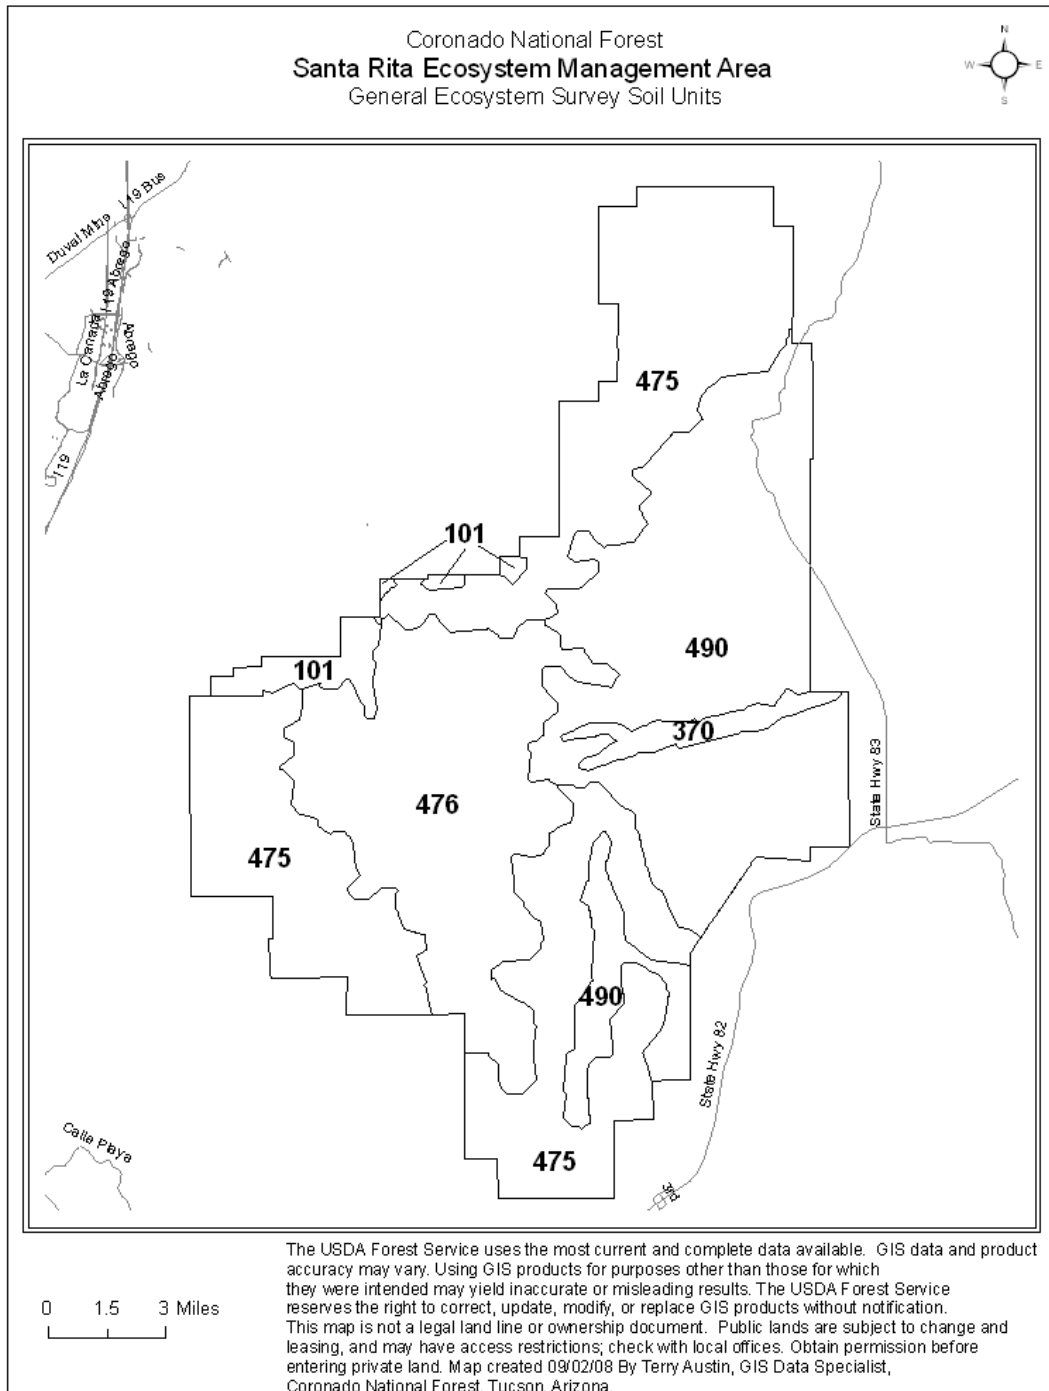 Coronado National Forest
Santa Rita Ecosystem Management Area
General Ecosystem Survey Soil Units
N
W
E
S
Duval Mine
I 19 Bus
I 19
Abrego
La Canada
Abrego
Abrego
I 19
475
101
490
101
370
State Hwy 83
476
475
490
State Hwy 82
Calle Playa
475
3rd
The USDA Forest Service uses the most current and complete data available. GIS data and product
accuracy may vary. Using GIS products for purposes other than those for which
they were intended may yield inaccurate or misleading results. The USDA Forest Service
reserves the right to correct, update, modify, or replace GIS products without notification.
This map is not a legal land line or ownership document. Public lands are subject to change and
leasing, and may have access restrictions; check with local offices. Obtain permission before
entering private land. Map created 09/02/08 By Terry Austin, GIS Data Specialist,
Coronado National Forest, Tucson, Arizona
0 1.5 3 Miles